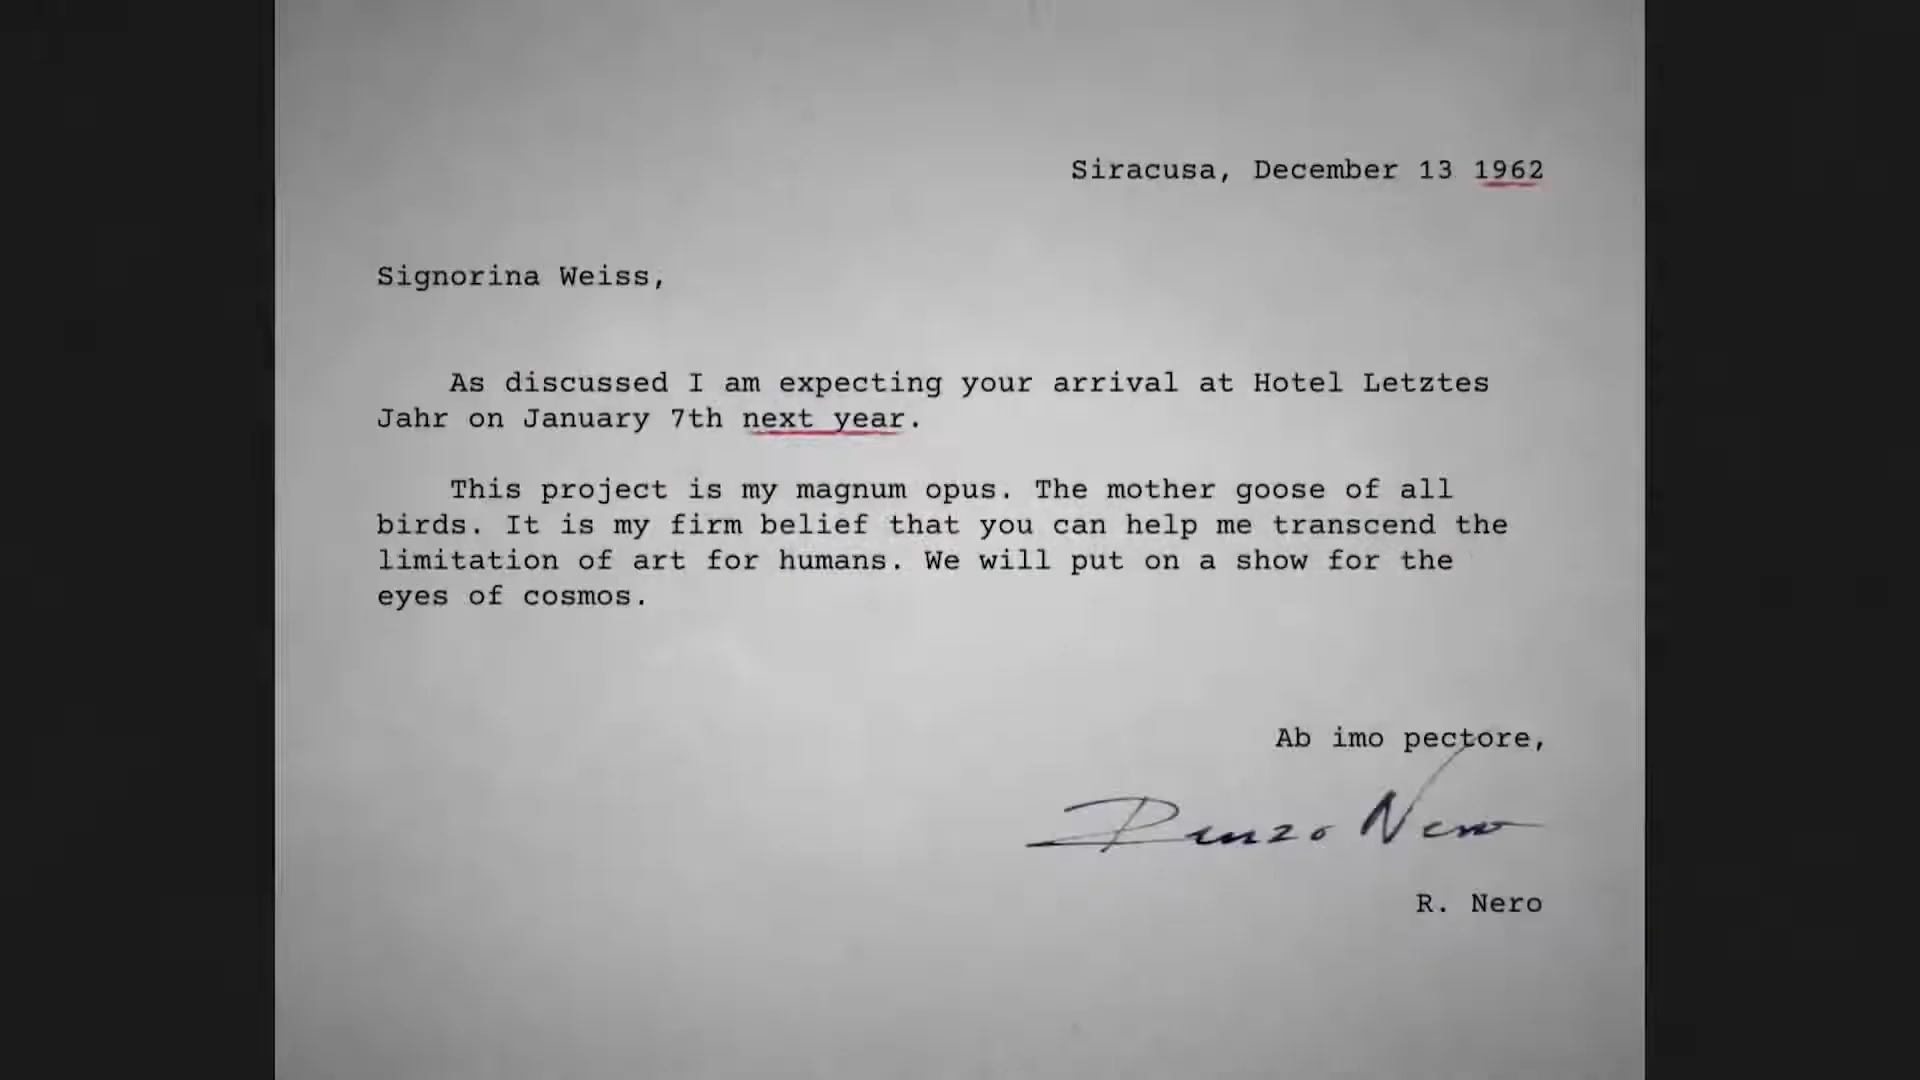 Siracusa, December 13 1962
Signorina Weiss,
As discussed I am expecting your arrival at Hotel Letztes
Jahr on January 7th next year.
This project is my magnum opus. The mother goose of all
birds. It is my firm belief that you can help me transcend the
limitation of art for humans. We will put on a show for the
eyes of cosmos.
Ab imo pectore,
Renzo Nero
R. Nero